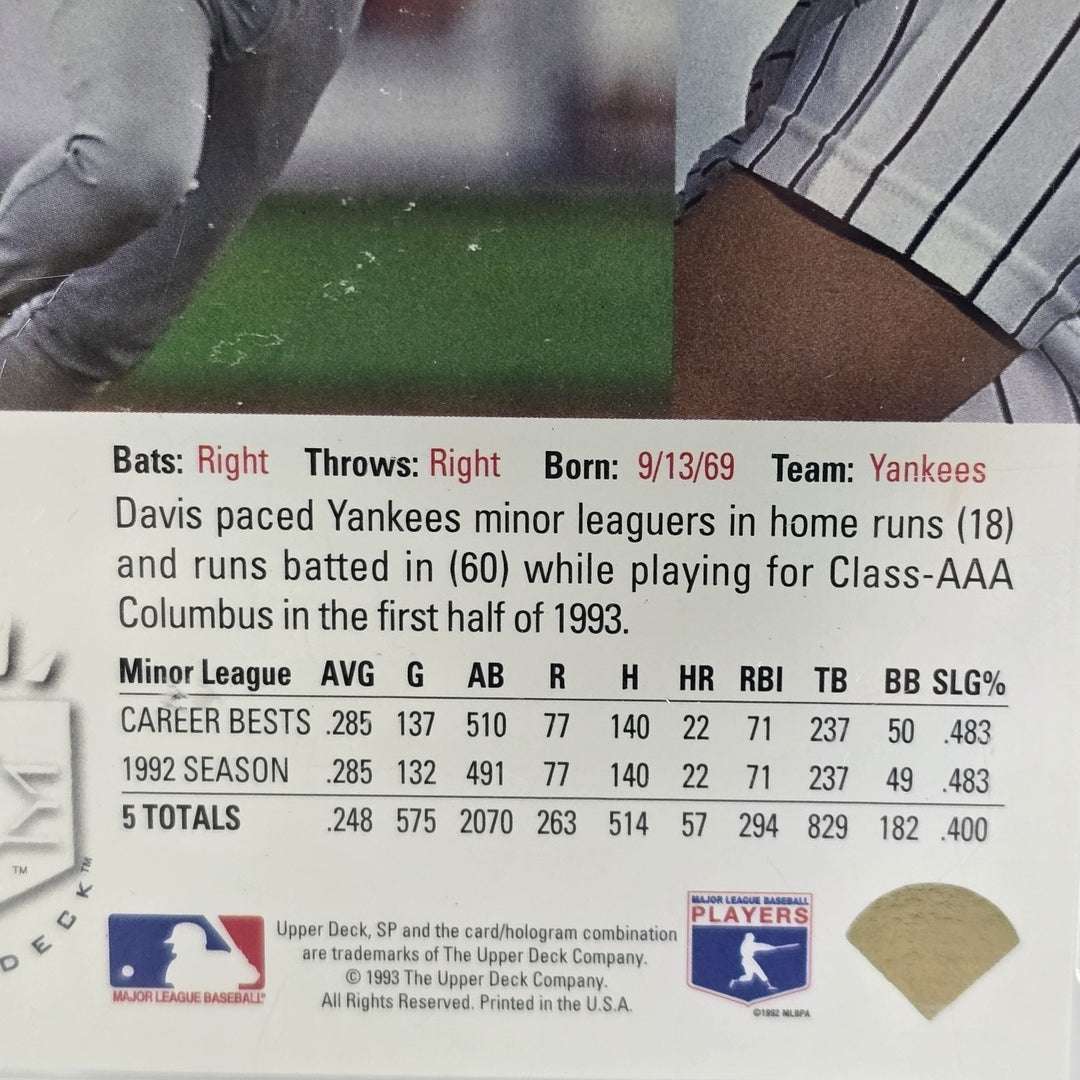 Bats: Right Throws: Right Born: 9/13/69 Team: Yankees
Davis paced Yankees minor leaguers in home runs (18)
and runs batted in (60) while playing for Class-AAA
Columbus in the first half of 1993.
Minor League AVG G AB R H HR RBI TB BB SLG%
CAREER BESTS .285 137 510 77 140 22 71 237 50 .483
1992 SEASON .285 132 491 77 140 22 71 237 49 .483
5 TOTALS .248 575 2070 263 514 57 294 829 182 .400
TM
DECK™
MAJOR LEAGUE BASEBALL®
Upper Deck, SP and the card/hologram combination
are trademarks of The Upper Deck Company.
© 1993 The Upper Deck Company.
All Rights Reserved. Printed in the U.S.A.
MAJOR LEAGUE BASEBALL
PLAYERS
©1992 MLBPA